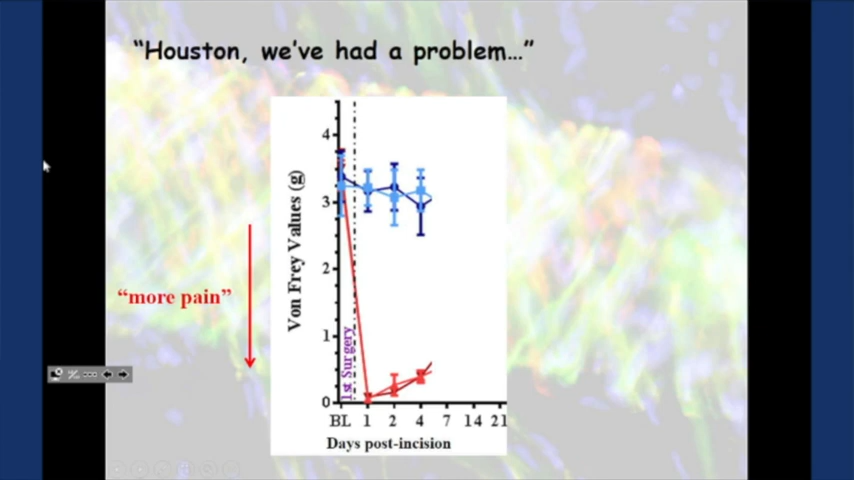 “Houston, we’ve had a problem…”
4
3
2
1
0
Von Frey Values (g)
“more pain”
1st Surgery
BL 1 2 4 7 14 21
Days post-incision